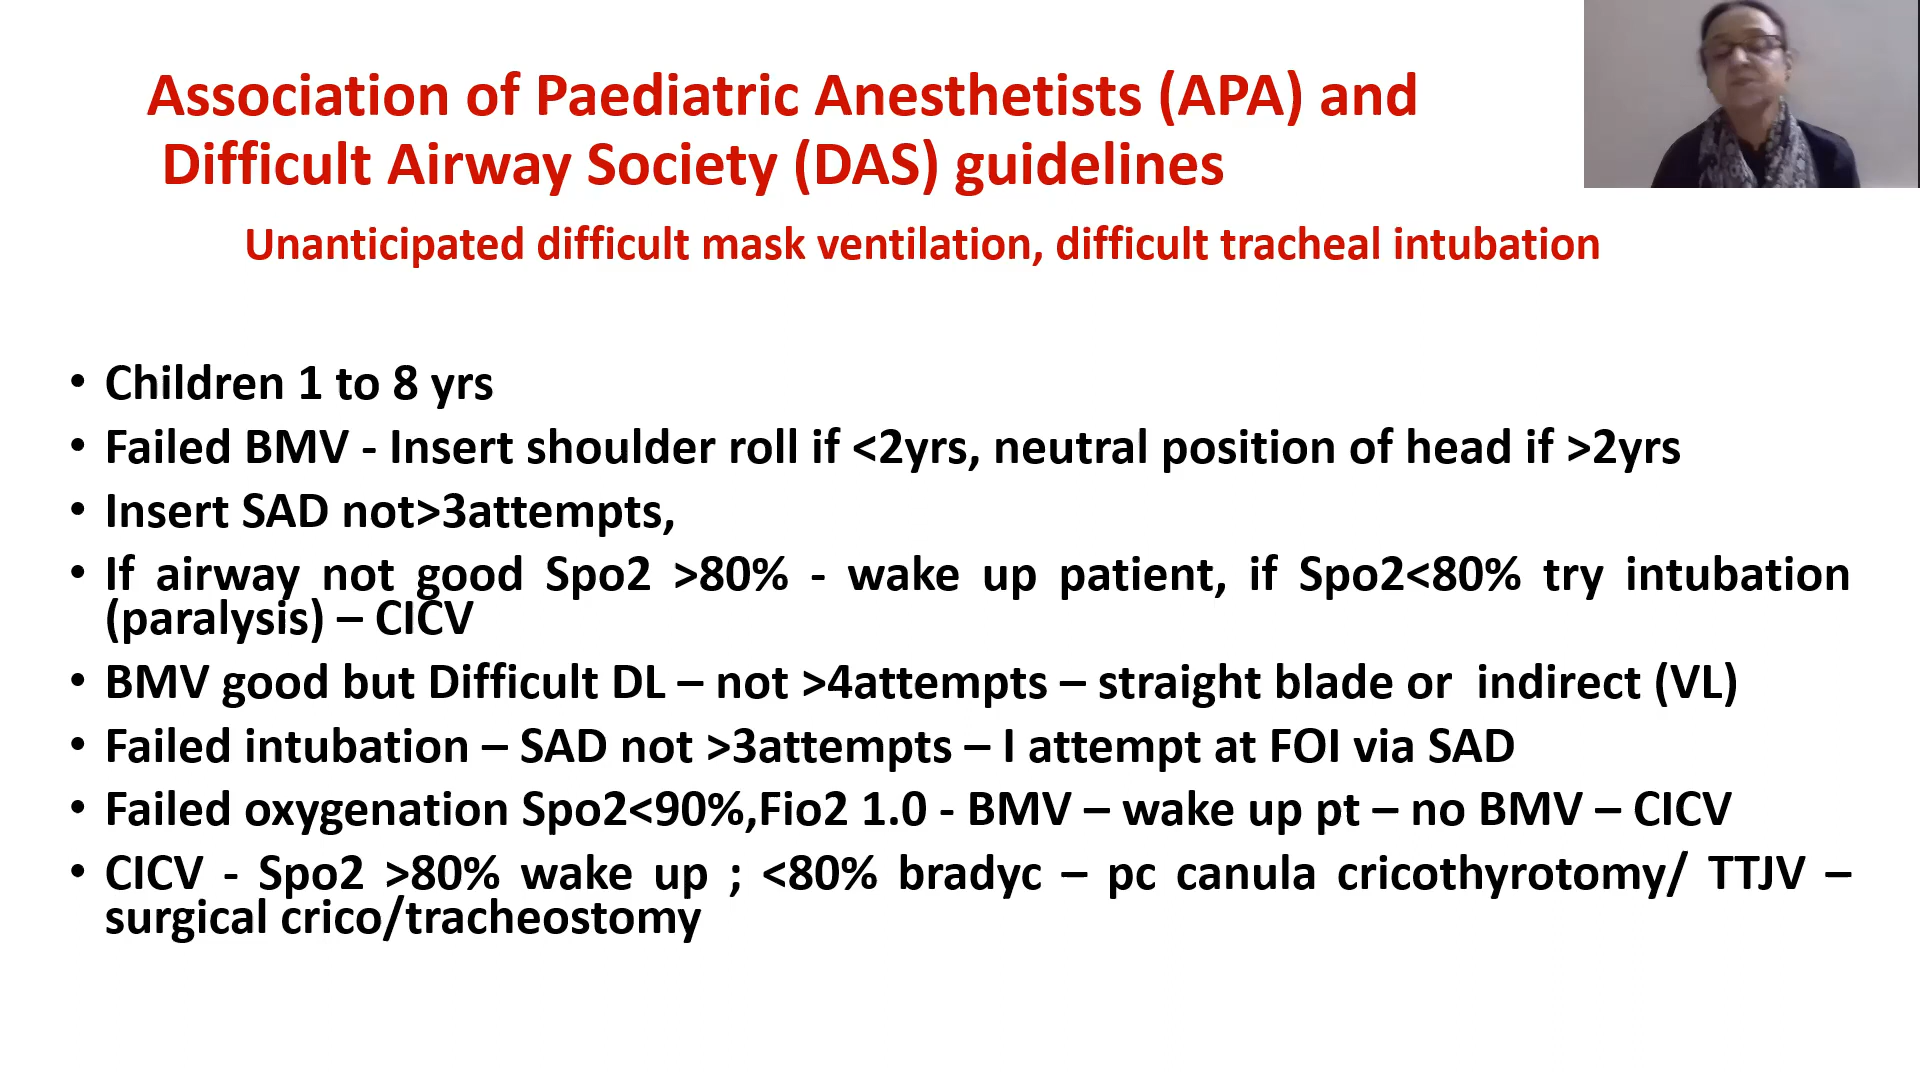 Association of Paediatric Anesthetists (APA) and
Difficult Airway Society (DAS) guidelines
Unanticipated difficult mask ventilation, difficult tracheal intubation
• Children 1 to 8 yrs
• Failed BMV - Insert shoulder roll if <2yrs, neutral position of head if >2yrs
• Insert SAD not>3attempts,
• If airway not good Spo2 >80% - wake up patient, if Spo2<80% try intubation
(paralysis) – CICV
• BMV good but Difficult DL – not >4attempts – straight blade or indirect (VL)
• Failed intubation – SAD not >3attempts – I attempt at FOI via SAD
• Failed oxygenation Spo2<90%,Fio2 1.0 - BMV – wake up pt – no BMV – CICV
• CICV - Spo2 >80% wake up ; <80% bradyc – pc canula cricothyrotomy/ TTJV –
surgical crico/tracheostomy